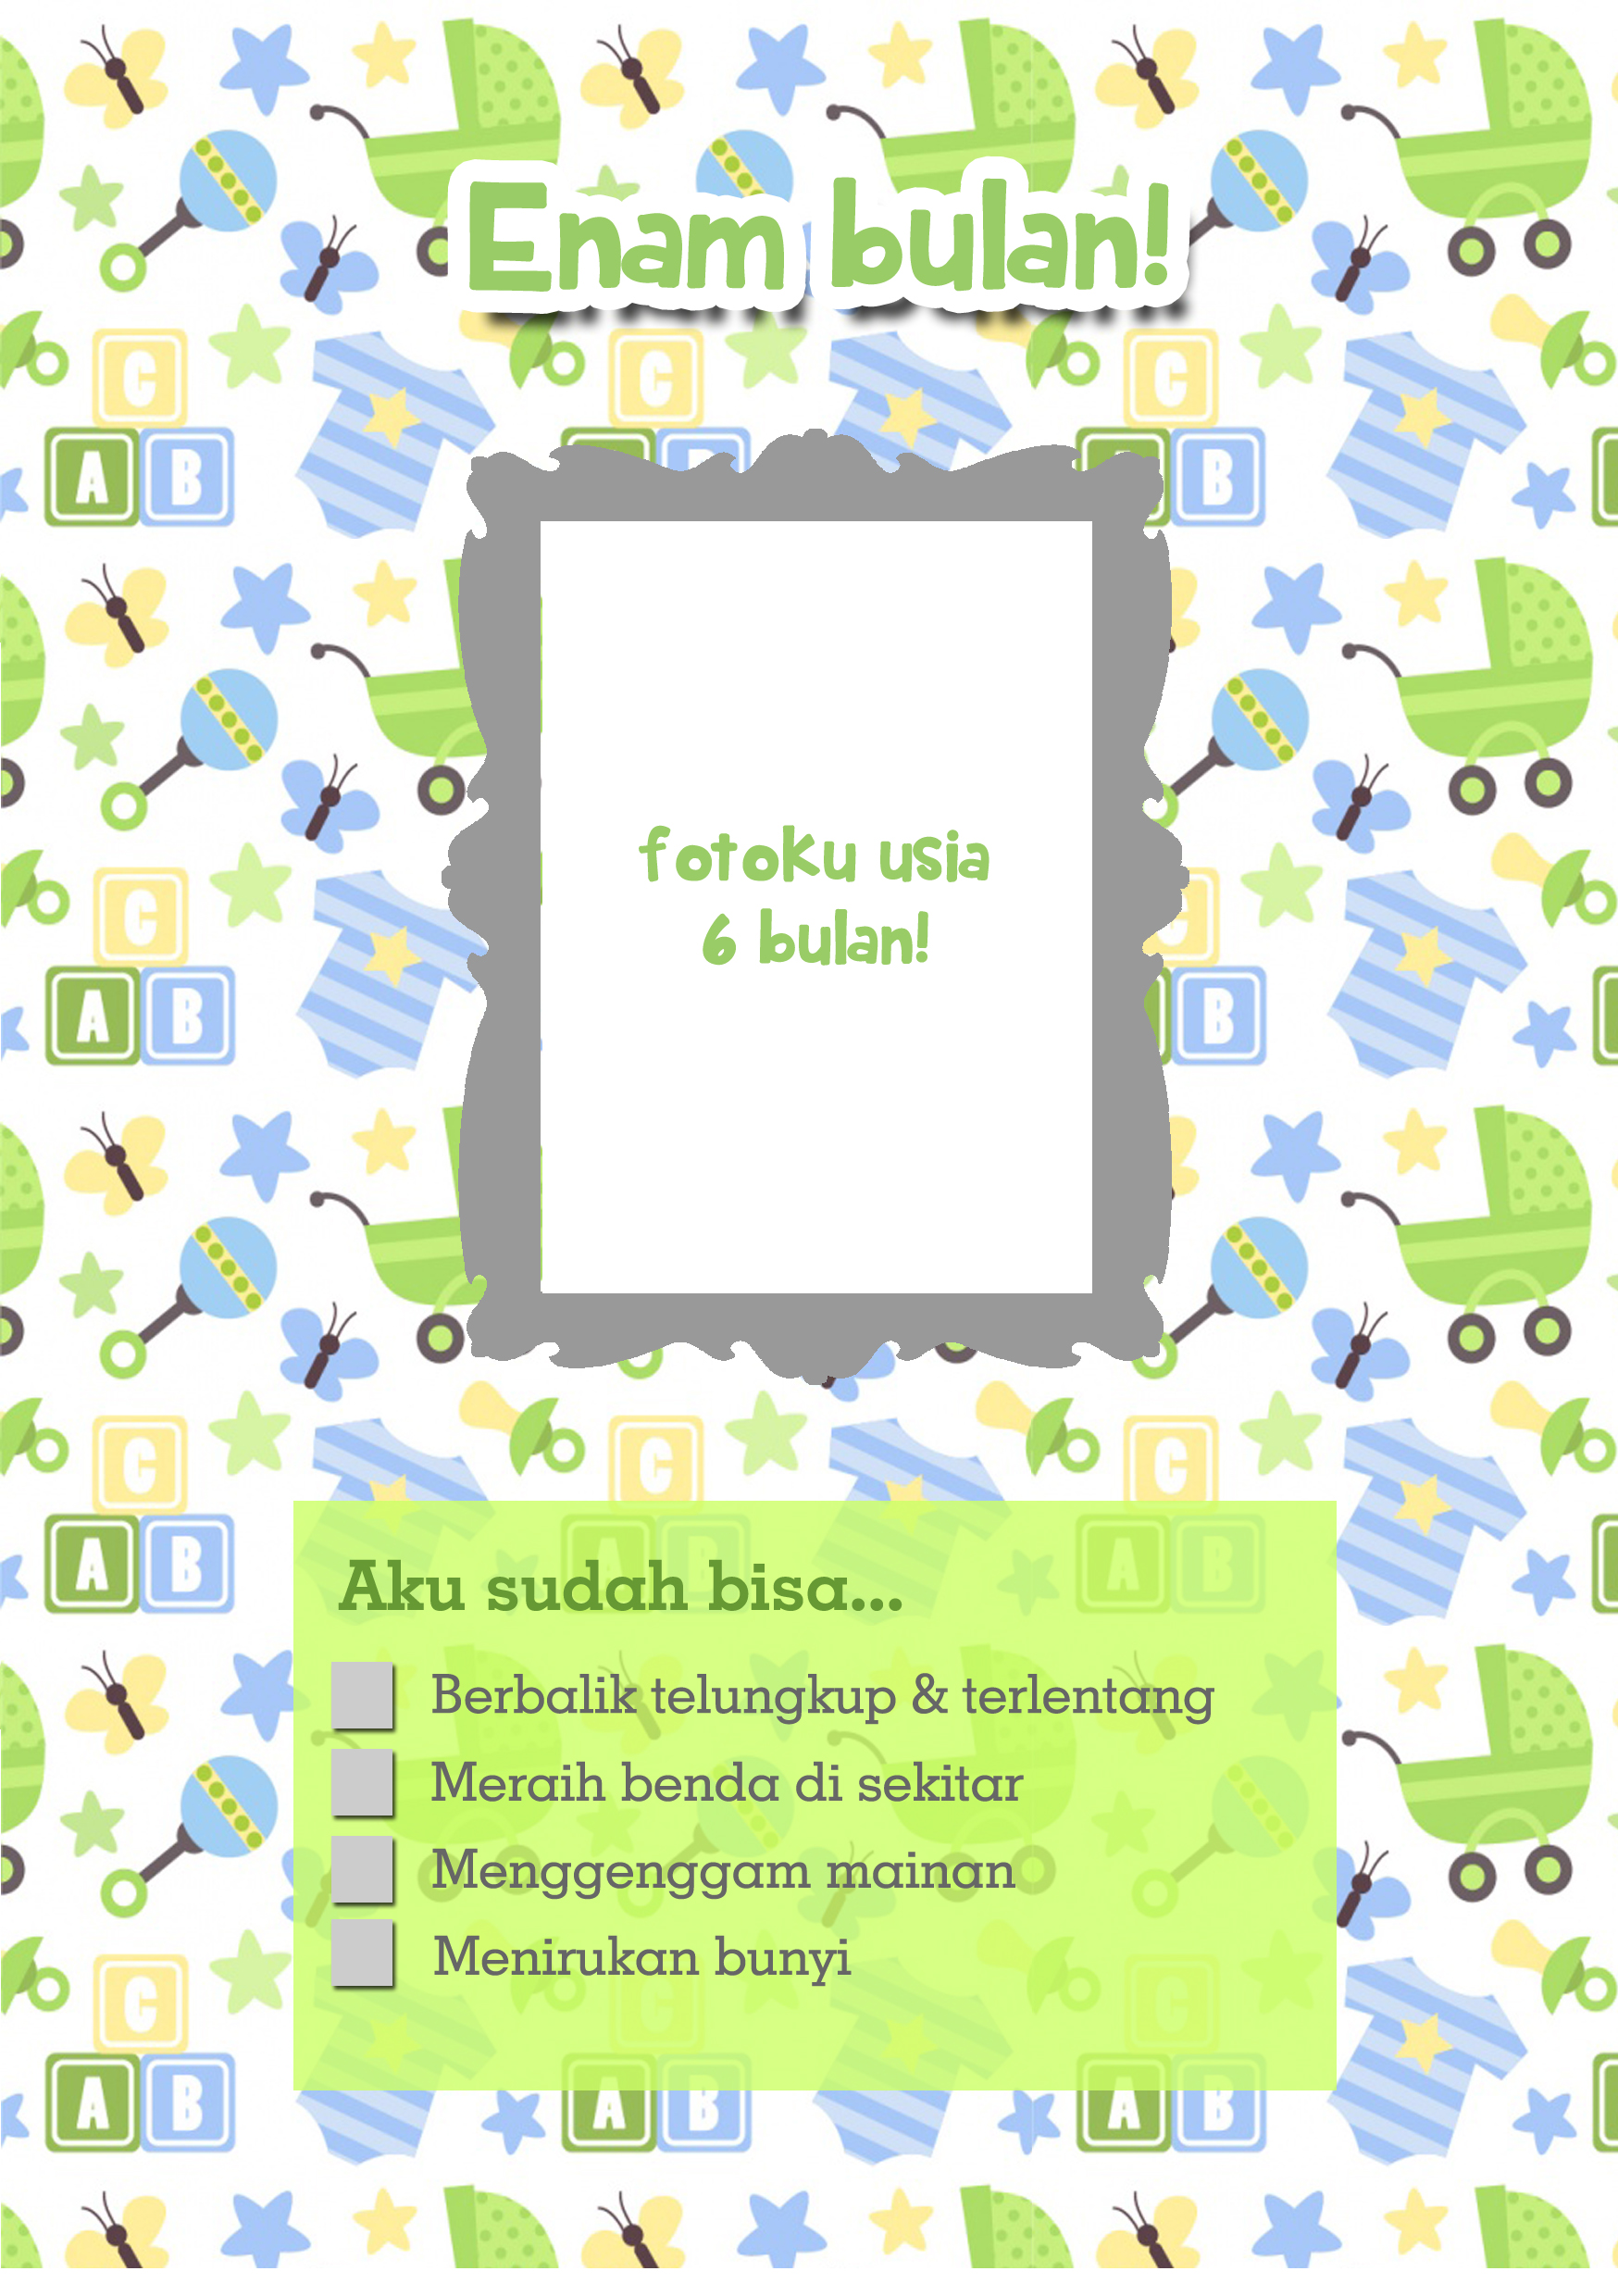 Enam bulan!
fotoku usia
6 bulan!
Aku sudah bisa...
Berbalik telungkup & terlentang
Meraih benda di sekitar
Menggenggam mainan
Menirukan bunyi
C
A B